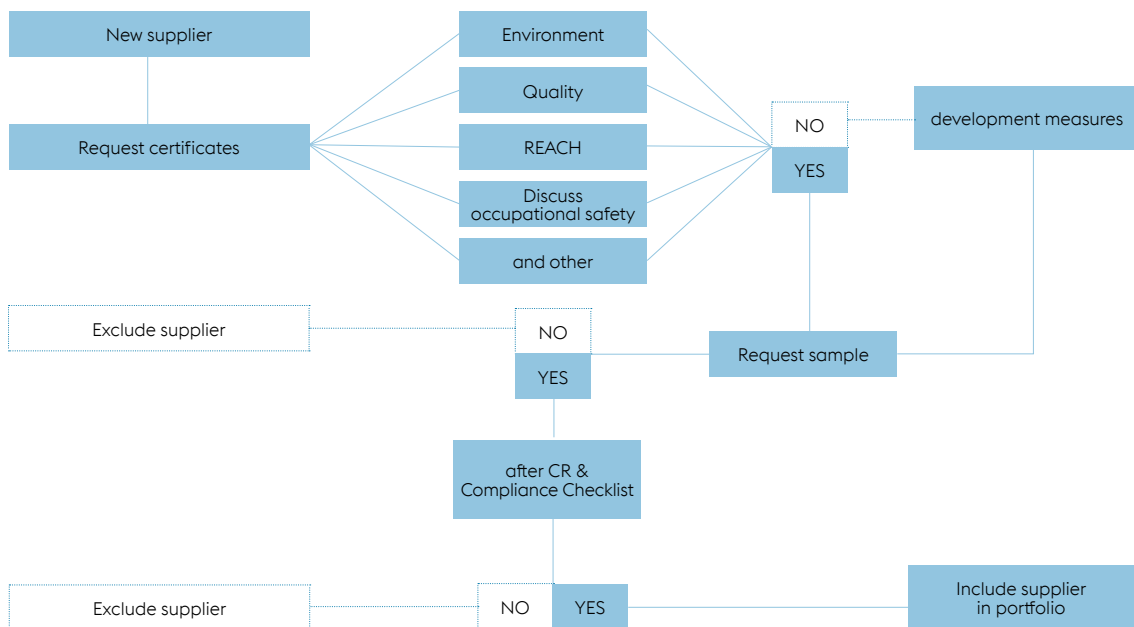 New supplier
Request certificates
Environment
Quality
REACH
Discuss
occupational safety
and other
NO
YES
development measures
Request sample
Exclude supplier
NO
YES
after CR &
Compliance Checklist
Exclude supplier
NO
YES
Include supplier
in portfolio